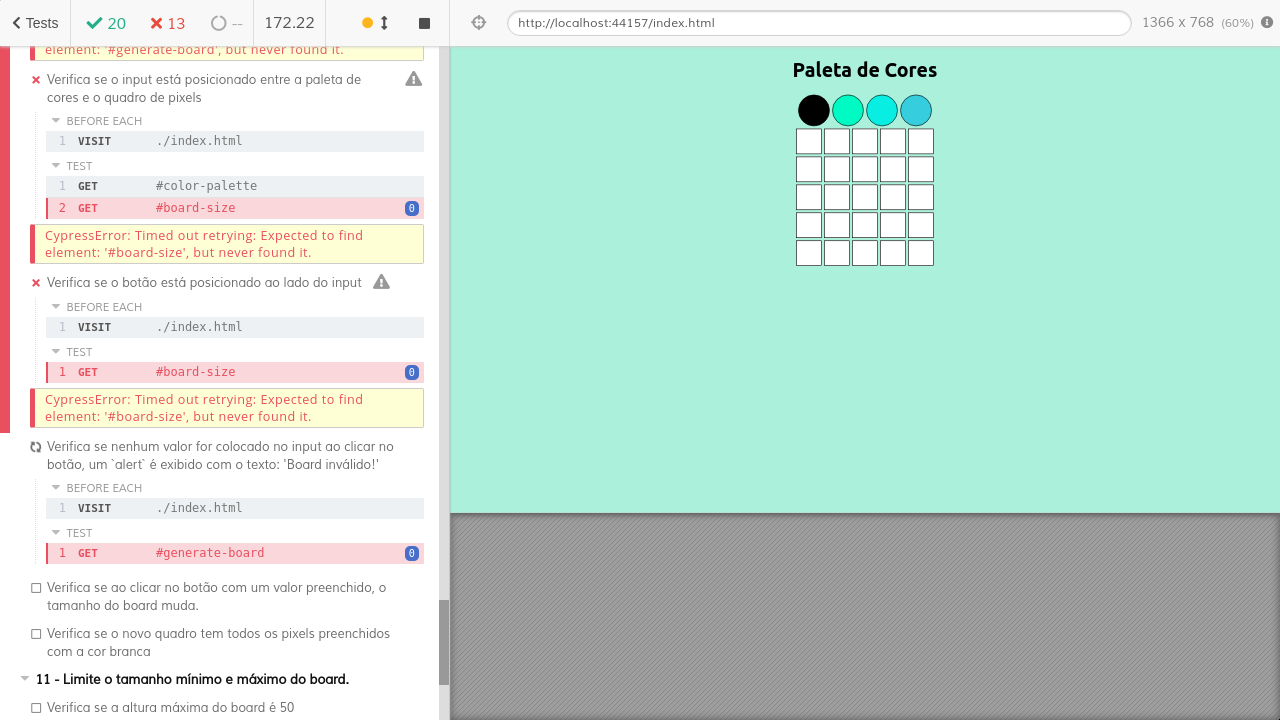 Tests
20
13
--
172.22
http://localhost:44157/index.html
1366 x 768 (60%)
element: '#generate-board', but never found it.
Verifica se o input está posicionado entre a paleta de
cores e o quadro de pixels
BEFORE EACH
1 VISIT ./index.html
TEST
1 GET #color-palette
2 GET #board-size 0
CypressError: Timed out retrying: Expected to find
element: '#board-size', but never found it.
Verifica se o botão está posicionado ao lado do input
BEFORE EACH
1 VISIT ./index.html
TEST
1 GET #board-size 0
CypressError: Timed out retrying: Expected to find
element: '#board-size', but never found it.
Verifica se nenhum valor for colocado no input ao clicar no
botão, um `alert` é exibido com o texto: 'Board inválido!'
BEFORE EACH
1 VISIT ./index.html
TEST
1 GET #generate-board 0
Verifica se ao clicar no botão com um valor preenchido, o
tamanho do board muda.
Verifica se o novo quadro tem todos os pixels preenchidos
com a cor branca
11 - Limite o tamanho mínimo e máximo do board.
Verifica se a altura máxima do board é 50
Paleta de Cores